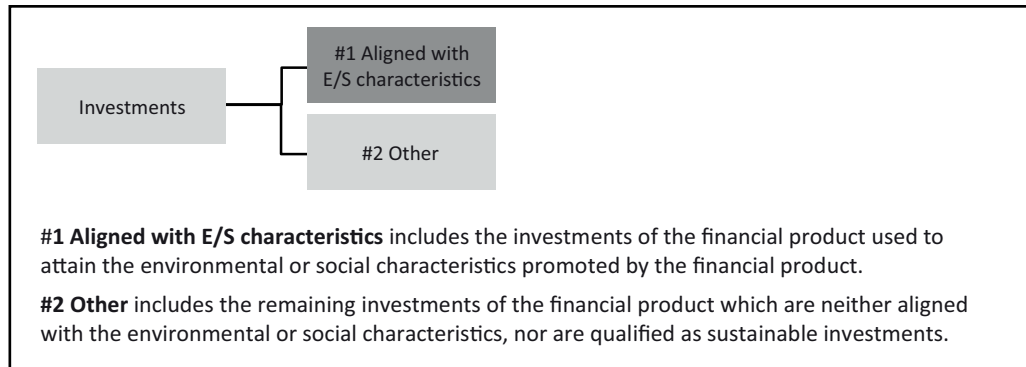 #1 Aligned with
E/S characteristics
Investments
#2 Other
#1 Aligned with E/S characteristics includes the investments of the financial product used to
attain the environmental or social characteristics promoted by the financial product.
#2 Other includes the remaining investments of the financial product which are neither aligned
with the environmental or social characteristics, nor are qualified as sustainable investments.